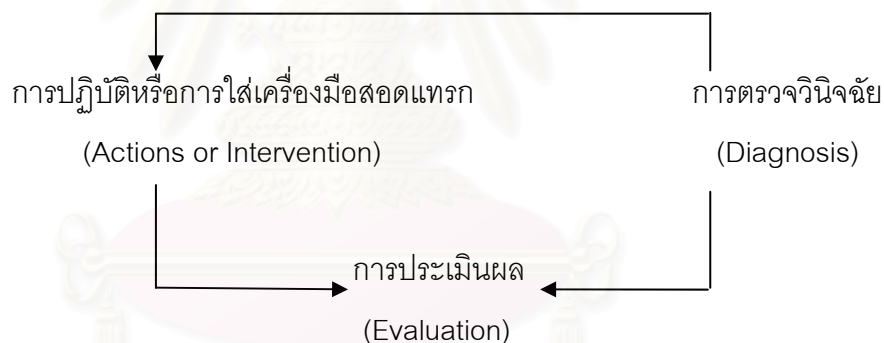 การปฏิบัติหรือการใส่เครื่องมือสอดแทรก การตรวจวินิจฉัย
(Actions or Intervention) (Diagnosis)
การประเมินผล
(Evaluation)